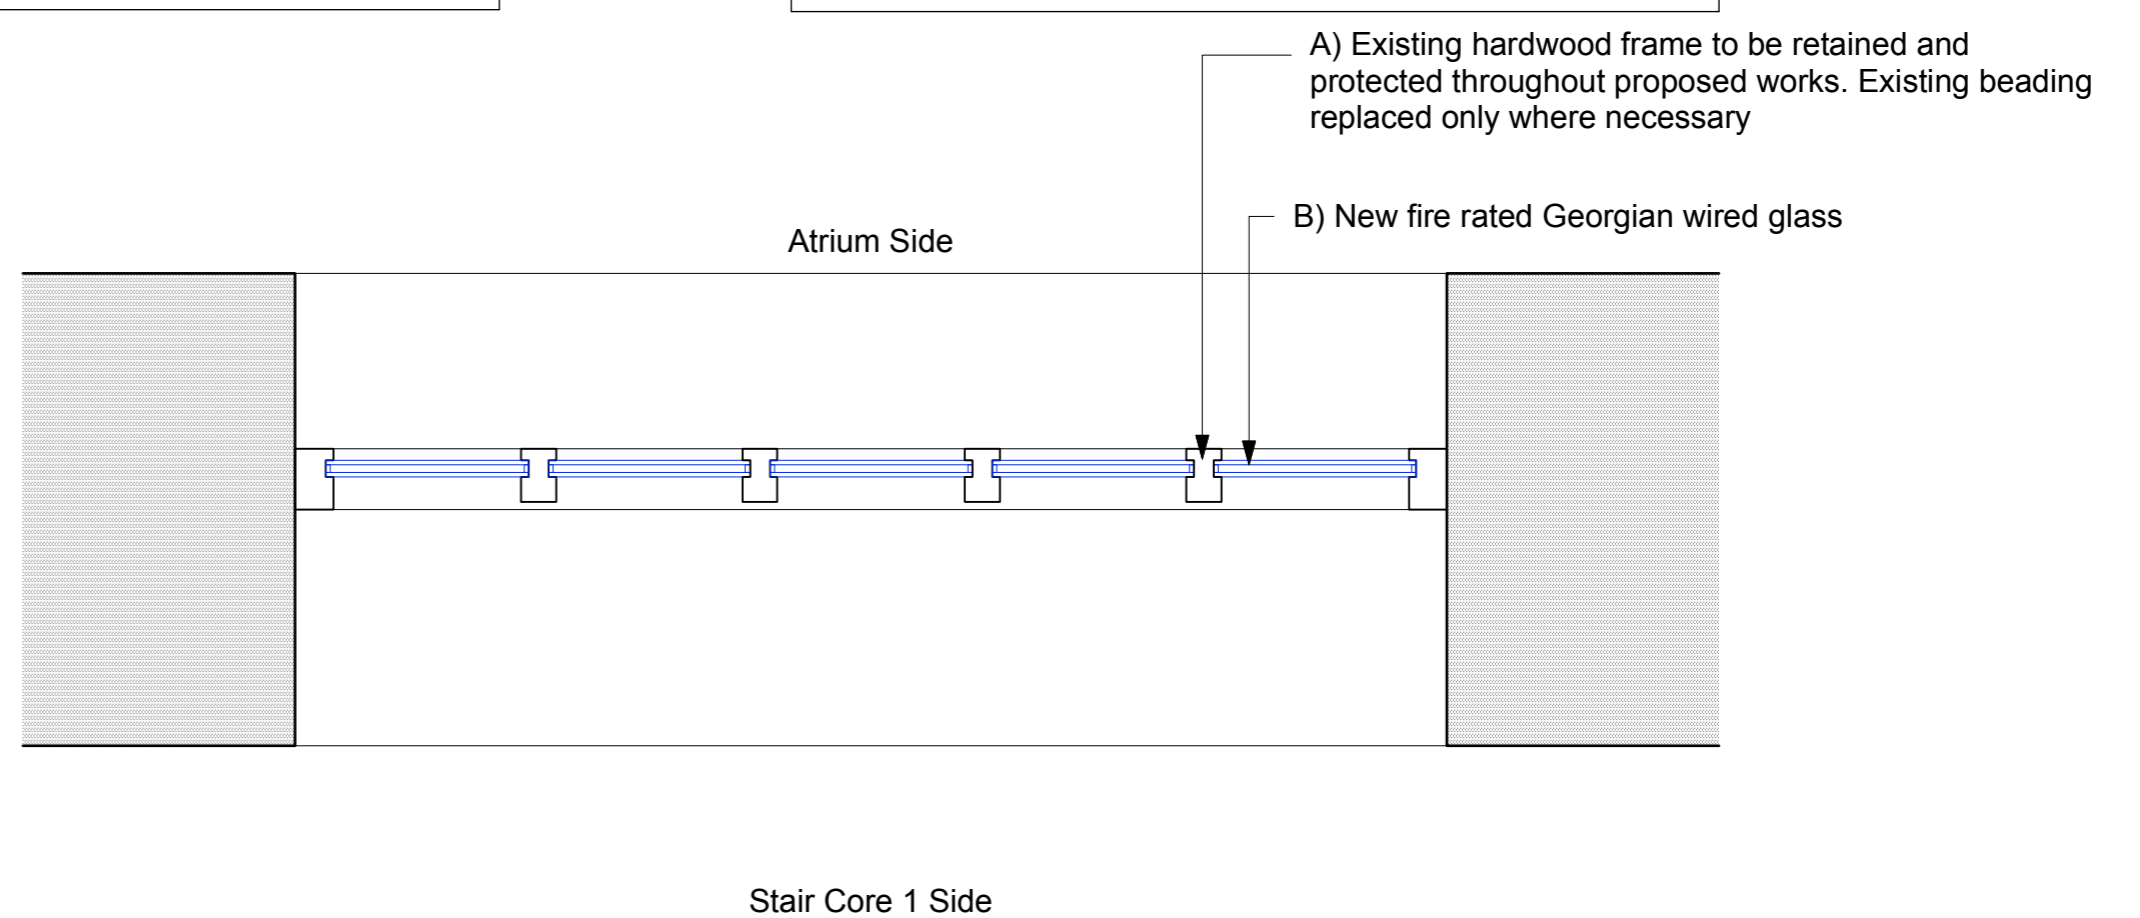 A) Existing hardwood frame to be retained and
protected throughout proposed works. Existing beading
replaced only where necessary
B) New fire rated Georgian wired glass
Atrium Side
Stair Core 1 Side